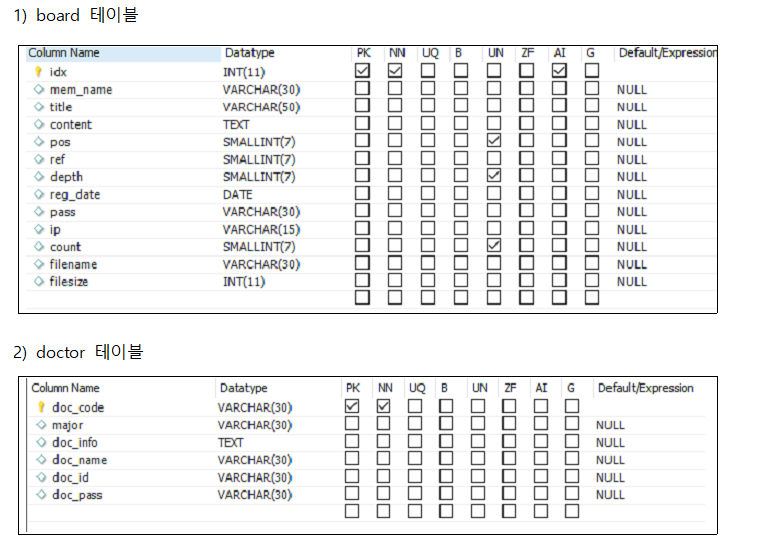 1) board 테이블
Column Name Datatype PK NN UQ B UN ZF AI G Default/Expression
idx INT(11)
mem_name VARCHAR(30) NULL
title VARCHAR(50) NULL
content TEXT NULL
pos SMALLINT(7) NULL
ref SMALLINT(7) NULL
depth SMALLINT(7) NULL
reg_date DATE NULL
pass VARCHAR(30) NULL
ip VARCHAR(15) NULL
count SMALLINT(7) NULL
filename VARCHAR(30) NULL
filesize INT(11) NULL
2) doctor 테이블
Column Name Datatype PK NN UQ B UN ZF AI G Default/Expression
doc_code VARCHAR(30)
major VARCHAR(30) NULL
doc_info TEXT NULL
doc_name VARCHAR(30) NULL
doc_id VARCHAR(30) NULL
doc_pass VARCHAR(30) NULL